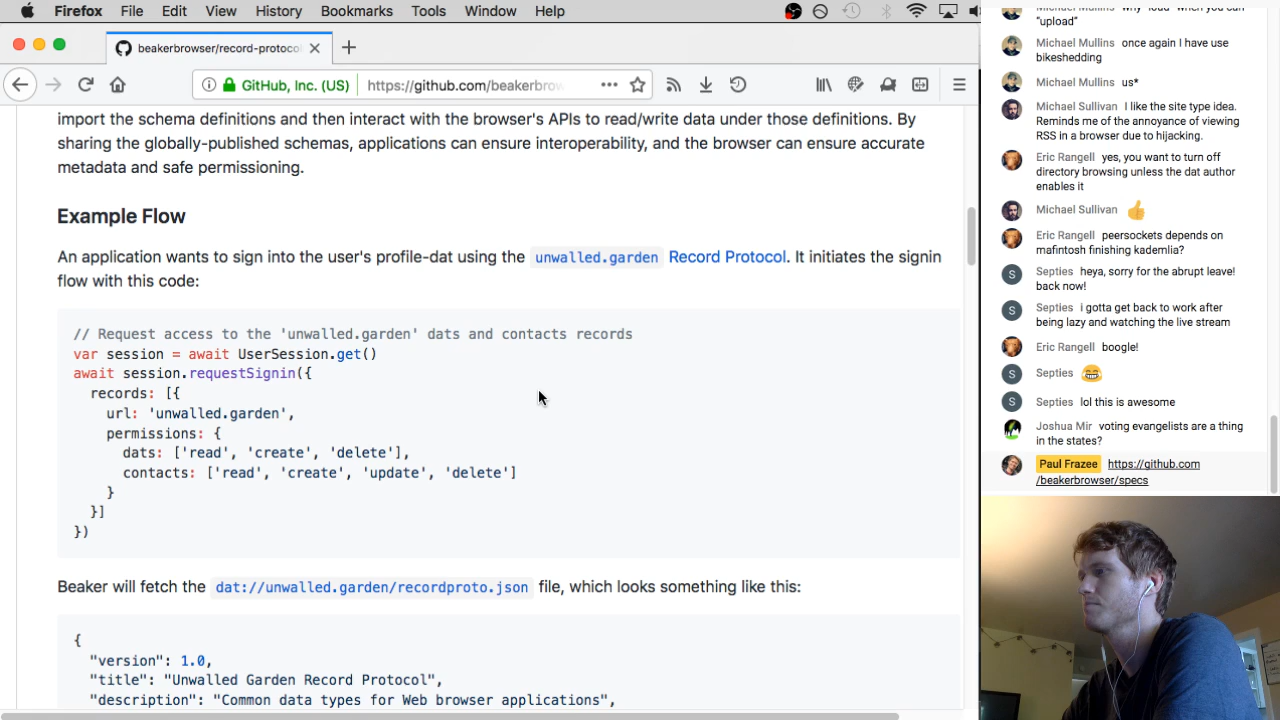 Firefox File Edit View History Bookmarks Tools Window Help
beakerbrowser/record-protoco
GitHub, Inc. (US) https://github.com/beakerbrow
import the schema definitions and then interact with the browser's APIs to read/write data under those definitions. By
sharing the globally-published schemas, applications can ensure interoperability, and the browser can ensure accurate
metadata and safe permissioning.
Example Flow
An application wants to sign into the user's profile-dat using the unwalled.garden Record Protocol. It initiates the signin
flow with this code:
// Request access to the 'unwalled.garden' dats and contacts records
var session = await UserSession.get()
await session.requestSignin({
records: [{
url: 'unwalled.garden',
permissions: {
dats: ['read', 'create', 'delete'],
contacts: ['read', 'create', 'update', 'delete']
}
}]
})
Beaker will fetch the dat://unwalled.garden/recordproto.json file, which looks something like this:
{
"version": 1.0,
"title": "Unwalled Garden Record Protocol",
"description": "Common data types for Web browser applications",
Michael Mullins why "load" when you can
"upload"
Michael Mullins once again I have use
bikeshedding
Michael Mullins us*
Michael Sullivan I like the site type idea.
Reminds me of the annoyance of viewing
RSS in a browser due to hijacking.
Eric Rangell yes, you want to turn off
directory browsing unless the dat author
enables it
Michael Sullivan 👍
Eric Rangell peersockets depends on
mafintosh finishing kademlia?
S Septies heya, sorry for the abrupt leave!
back now!
S Septies i gotta get back to work after
being lazy and watching the live stream
Eric Rangell boogle!
S Septies 😂
S Septies lol this is awesome
Joshua Mir voting evangelists are a thing
in the states?
Paul Frazee https://github.com
/beakerbrowser/specs